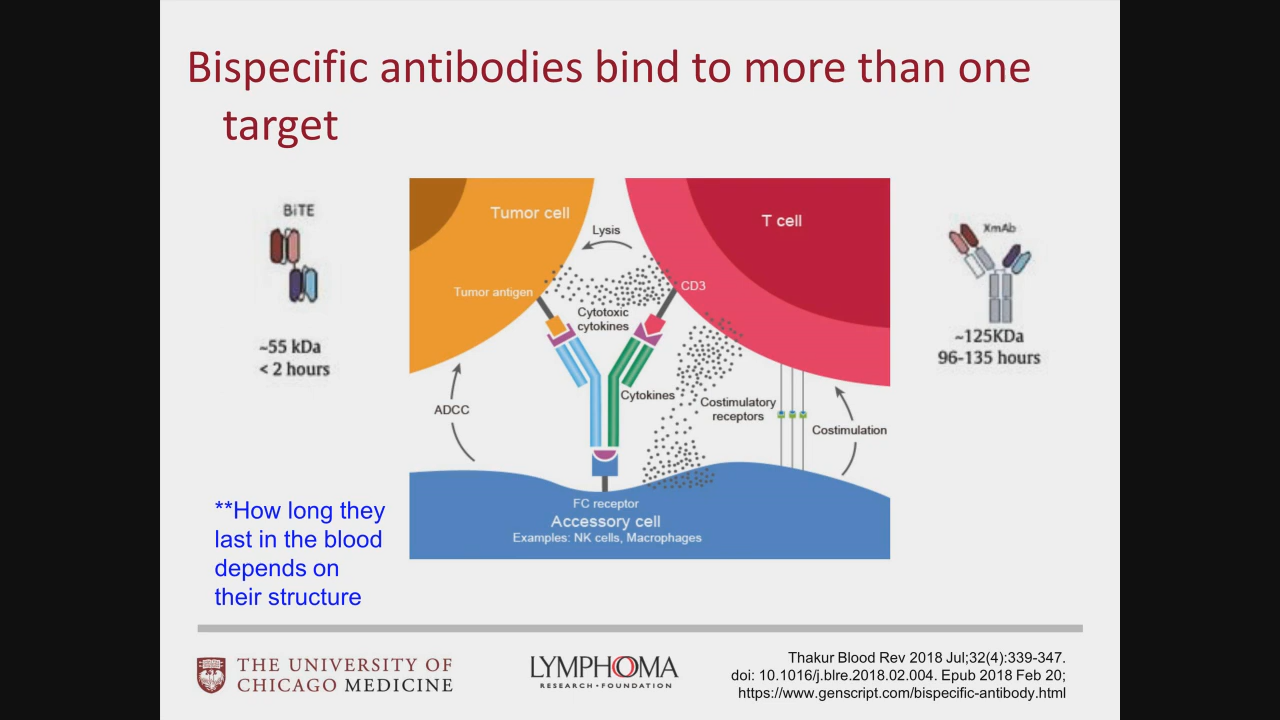 Bispecific antibodies bind to more than one
target
BiTE
~55 kDa
< 2 hours
Tumor cell
T cell
Lysis
Tumor antigen
CD3
Cytotoxic
cytokines
Cytokines
ADCC
Costimulatory
receptors
Costimulation
FC receptor
Accessory cell
Examples: NK cells, Macrophages
XmAb
~125KDa
96-135 hours
**How long they
last in the blood
depends on
their structure
THE UNIVERSITY OF
CHICAGO MEDICINE
LYMPHOMA
RESEARCH • FOUNDATION
Thakur Blood Rev 2018 Jul;32(4):339-347.
doi: 10.1016/j.blre.2018.02.004. Epub 2018 Feb 20;
https://www.genscript.com/bispecific-antibody.html